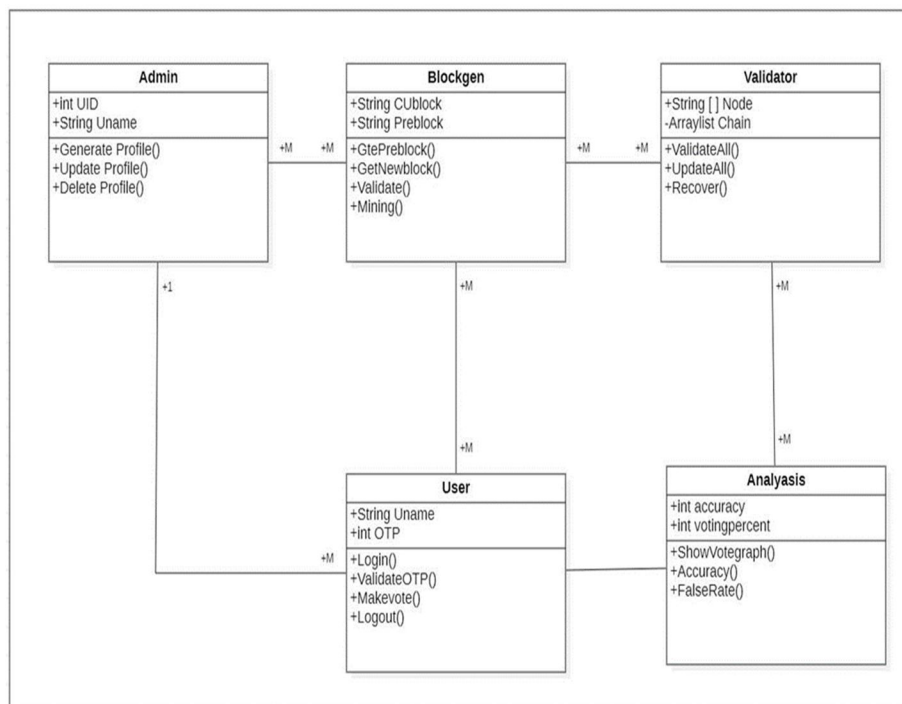 Admin
+int UID
+String Uname
+Generate Profile()
+Update Profile()
+Delete Profile()
+M
+M
Blockgen
+String CUblock
+String Preblock
+GtePreblock()
+GetNewblock()
+Validate()
+Mining()
+M
+M
Validator
+String [ ] Node
-Arraylist Chain
+ValidateAll()
+UpdateAll()
+Recover()
+1
+M
+M
+M
+M
+M
User
+String Uname
+int OTP
+Login()
+ValidateOTP()
+Makevote()
+Logout()
Analyasis
+int accuracy
+int votingpercent
+ShowVotegraph()
+Accuracy()
+FalseRate()